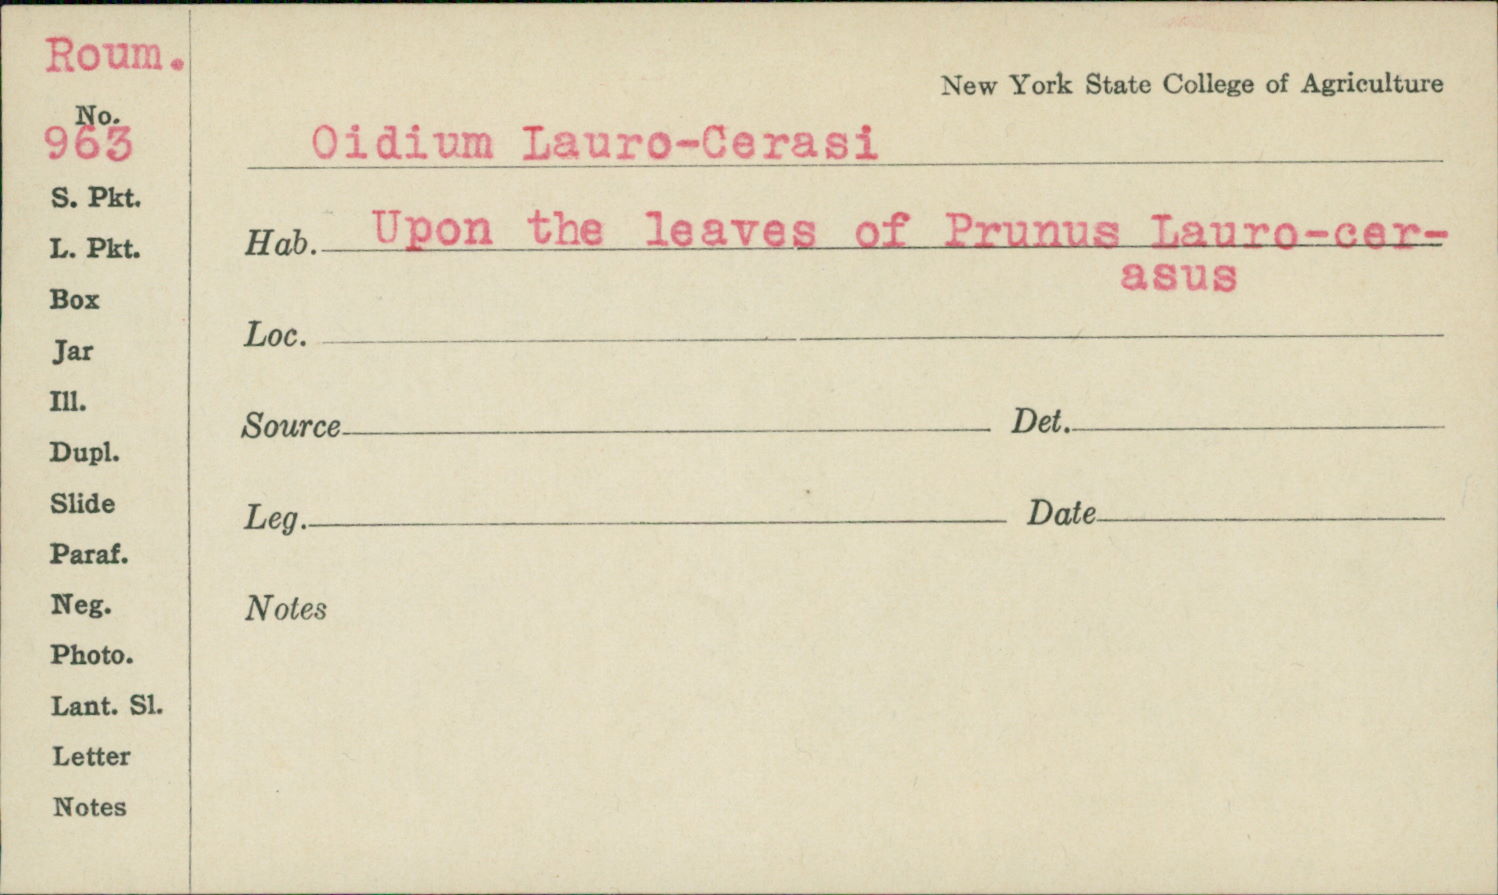 Roum.
No.
963
S. Pkt.
L. Pkt.
Box
Jar
Ill.
Dupl.
Slide
Paraf.
Neg.
Photo.
Lant. Sl.
Letter
Notes
New York State College of Agriculture
Oidium Lauro-Cerasi
Hab. Upon the leaves of Prunus Lauro-cer-
asus
Loc.
Source Det.
Leg. Date
Notes